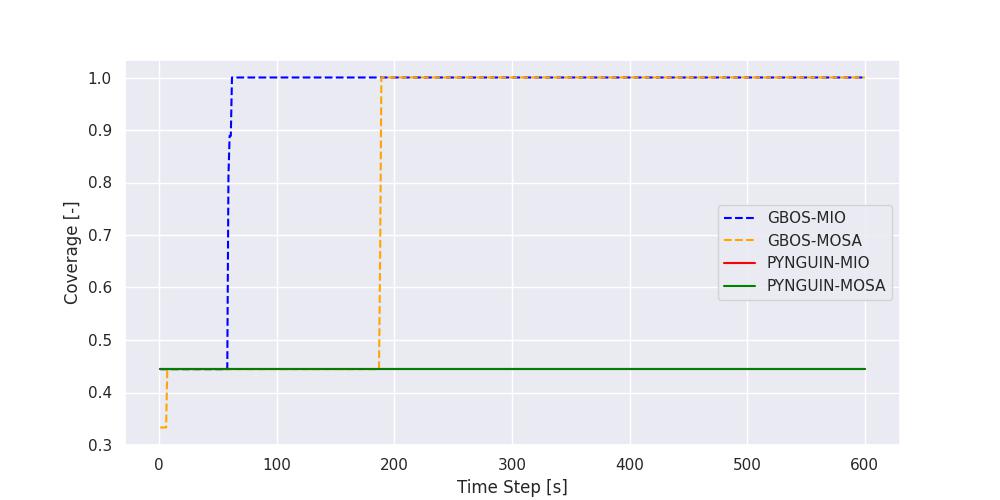 1.0
0.9
0.8
0.7
0.6
0.5
0.4
0.3
Coverage [-]
GBOS-MIO
GBOS-MOSA
PYNGUIN-MIO
PYNGUIN-MOSA
0 100 200 300 400 500 600
Time Step [s]